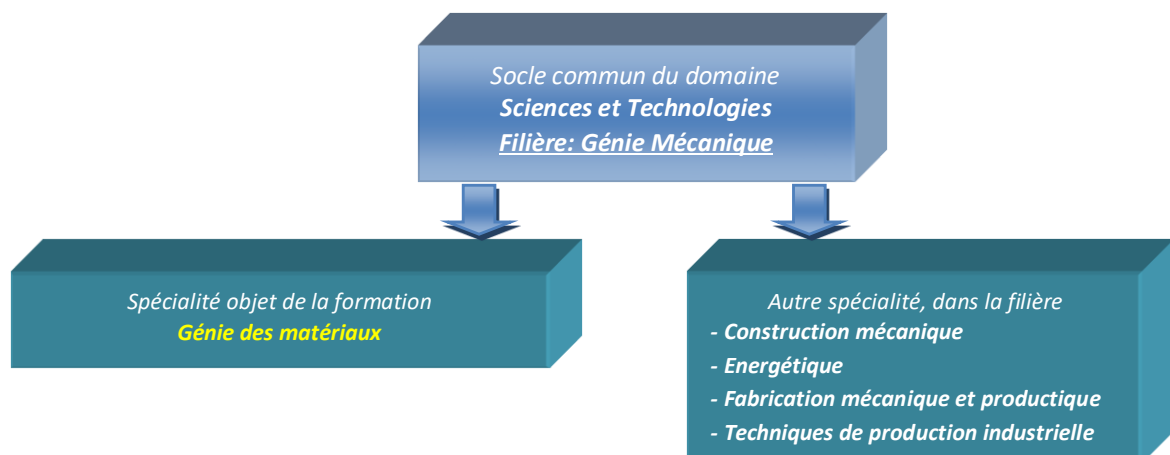 Socle commun du domaine
Sciences et Technologies
Filière: Génie Mécanique
Spécialité objet de la formation
Génie des matériaux
Autre spécialité, dans la filière
- Construction mécanique
- Energétique
- Fabrication mécanique et productique
- Techniques de production industrielle